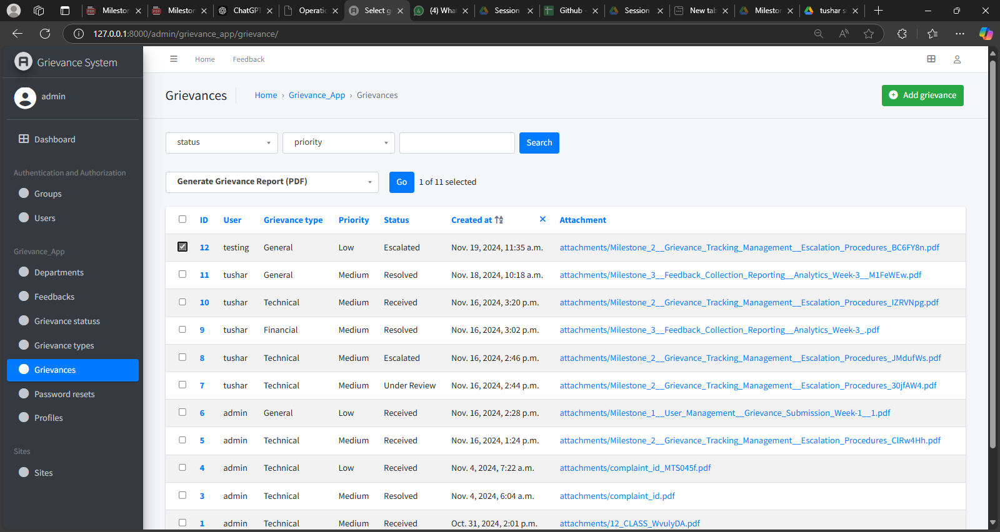 Milestor
Milestor
ChatGPT
Operatic
Select g
(4) What
Session
Github -
Session
New tab
Milestor
tushar s
127.0.0.1:8000/admin/grievance_app/grievance/
Grievance System
Home Feedback
admin
Grievances Home › Grievance_App › Grievances Add grievance
Dashboard
status priority Search
Authentication and Authorization
Groups
Users
Generate Grievance Report (PDF) Go 1 of 11 selected
Grievance_App
Departments
Feedbacks
Grievance statuss
Grievance types
Grievances
Password resets
Profiles
Sites
Sites
ID User Grievance type Priority Status Created at Attachment
12 testing General Low Escalated Nov. 19, 2024, 11:35 a.m. attachments/Milestone_2__Grievance_Tracking_Management__Escalation_Procedures_BC6FY8n.pdf
11 tushar General Medium Resolved Nov. 18, 2024, 10:18 a.m. attachments/Milestone_3__Feedback_Collection_Reporting__Analytics_Week-3__M1FeWEw.pdf
10 tushar Technical Medium Received Nov. 16, 2024, 3:20 p.m. attachments/Milestone_2__Grievance_Tracking_Management__Escalation_Procedures_IZRVNpg.pdf
9 tushar Financial Medium Resolved Nov. 16, 2024, 3:02 p.m. attachments/Milestone_3__Feedback_Collection_Reporting__Analytics_Week-3_.pdf
8 tushar Technical Medium Escalated Nov. 16, 2024, 2:46 p.m. attachments/Milestone_2__Grievance_Tracking_Management__Escalation_Procedures_JMdufWs.pdf
7 tushar Technical Medium Under Review Nov. 16, 2024, 2:44 p.m. attachments/Milestone_2__Grievance_Tracking_Management__Escalation_Procedures_30jfAW4.pdf
6 admin General Low Received Nov. 16, 2024, 2:28 p.m. attachments/Milestone_1__User_Management__Grievance_Submission_Week-1__1.pdf
5 admin Technical Medium Received Nov. 16, 2024, 1:24 p.m. attachments/Milestone_2__Grievance_Tracking_Management__Escalation_Procedures_ClRw4Hh.pdf
4 admin Technical Low Received Nov. 4, 2024, 7:22 a.m. attachments/complaint_id_MTS045f.pdf
3 admin Technical Medium Resolved Nov. 4, 2024, 6:04 a.m. attachments/complaint_id.pdf
1 admin Technical Medium Received Oct. 31, 2024, 2:01 p.m. attachments/12_CLASS_WvulyDA.pdf